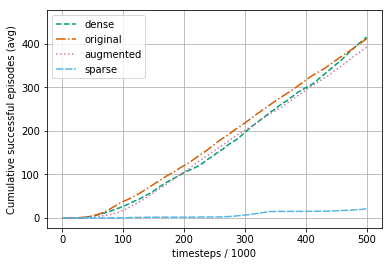 dense
original
augmented
sparse
Cumulative successful episodes (avg)
400
300
200
100
0
0 100 200 300 400 500
timesteps / 1000